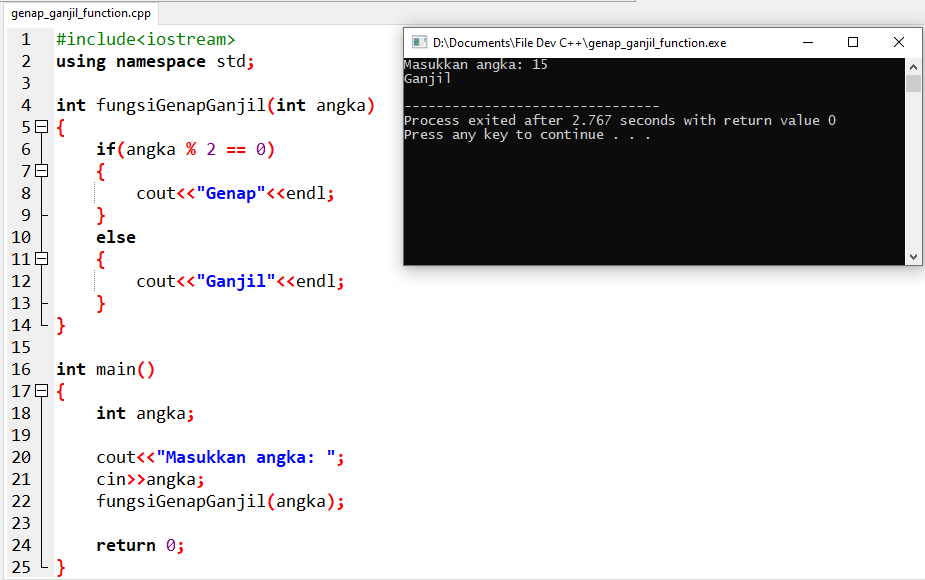 genap_ganjil_function.cpp
1 #include<iostream>
2 using namespace std;
3
4 int fungsiGenapGanjil(int angka)
5 {
6 if(angka % 2 == 0)
7 {
8 cout<<"Genap"<<endl;
9 }
10 else
11 {
12 cout<<"Ganjil"<<endl;
13 }
14 }
15
16 int main()
17 {
18 int angka;
19
20 cout<<"Masukkan angka: ";
21 cin>>angka;
22 fungsiGenapGanjil(angka);
23
24 return 0;
25 }
D:\Documents\File Dev C++\genap_ganjil_function.exe
Masukkan angka: 15
Ganjil
--------------------------------
Process exited after 2.767 seconds with return value 0
Press any key to continue . . .